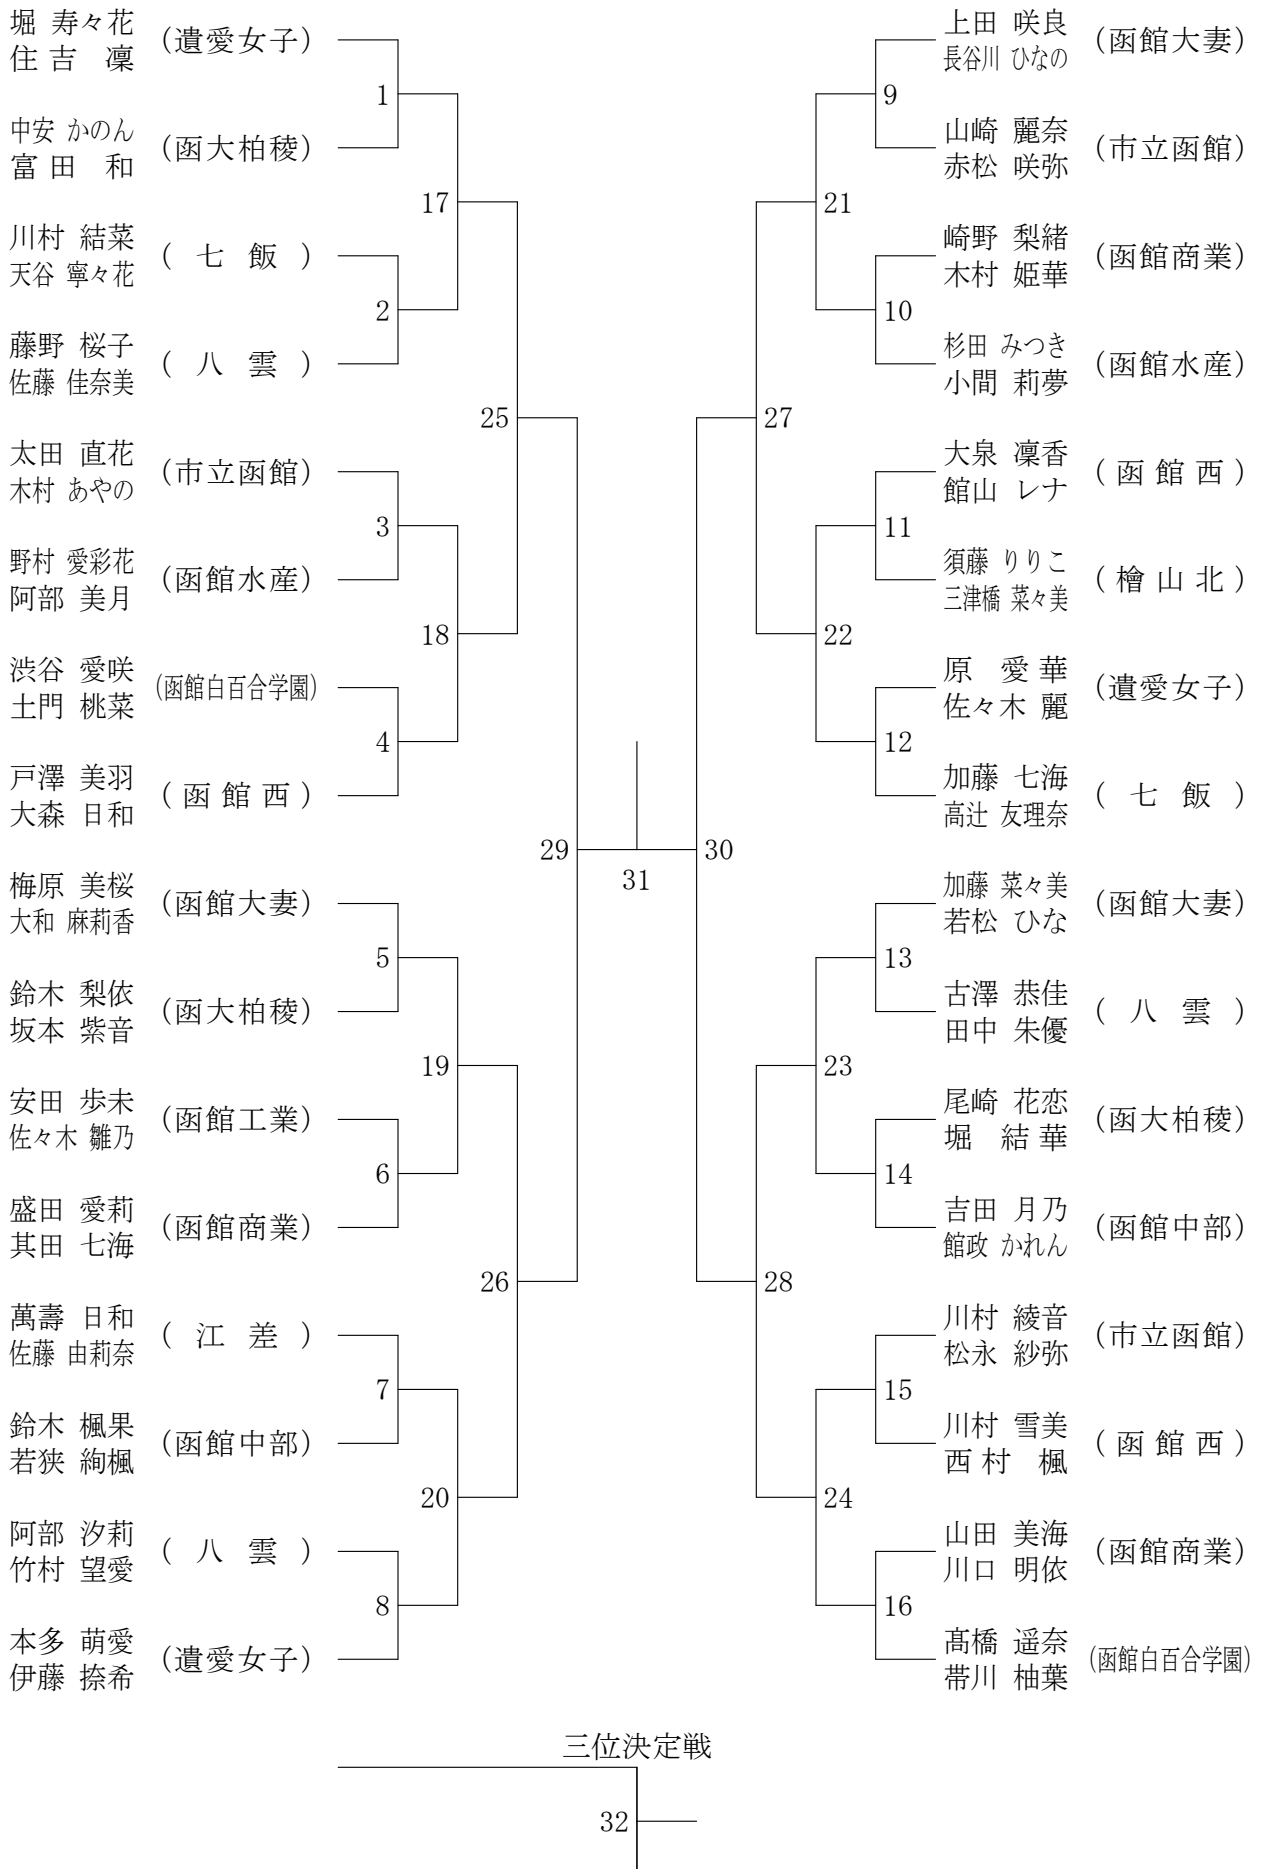 堀 寿々花
住吉 凜
(遺愛女子)
1
中安 かのん
富田 和
(函大柏稜)
17
川村 結菜
天谷 寧々花
(七飯)
2
藤野 桜子
佐藤 佳奈美
(八雲)
25
太田 直花
木村 あやの
(市立函館)
3
野村 愛彩花
阿部 美月
(函館水産)
18
渋谷 愛咲
土門 桃菜
(函館白百合学園)
4
戸澤 美羽
大森 日和
(函館西)
29
梅原 美桜
大和 麻莉香
(函館大妻)
5
鈴木 梨依
坂本 紫音
(函大柏稜)
19
安田 歩未
佐々木 雛乃
(函館工業)
6
盛田 愛莉
其田 七海
(函館商業)
26
萬壽 日和
佐藤 由莉奈
(江差)
7
鈴木 楓果
若狭 絢楓
(函館中部)
20
阿部 汐莉
竹村 望愛
(八雲)
8
本多 萌愛
伊藤 捺希
(遺愛女子)
31
上田 咲良
長谷川 ひなの
(函館大妻)
9
山崎 麗奈
赤松 咲弥
(市立函館)
21
崎野 梨緒
木村 姫華
(函館商業)
10
杉田 みつき
小間 莉夢
(函館水産)
27
大泉 凜香
館山 レナ
(函館西)
11
須藤 りりこ
三津橋 菜々美
(檜山北)
22
原 愛華
佐々木 麗
(遺愛女子)
12
加藤 七海
高辻 友理奈
(七飯)
30
加藤 菜々美
若松 ひな
(函館大妻)
13
古澤 恭佳
田中 朱優
(八雲)
23
尾崎 花恋
堀 結華
(函大柏稜)
14
吉田 月乃
館政 かれん
(函館中部)
28
川村 綾音
松永 紗弥
(市立函館)
15
川村 雪美
西村 楓
(函館西)
24
山田 美海
川口 明依
(函館商業)
16
髙橋 遥奈
帯川 柚葉
(函館白百合学園)
三位決定戦
32